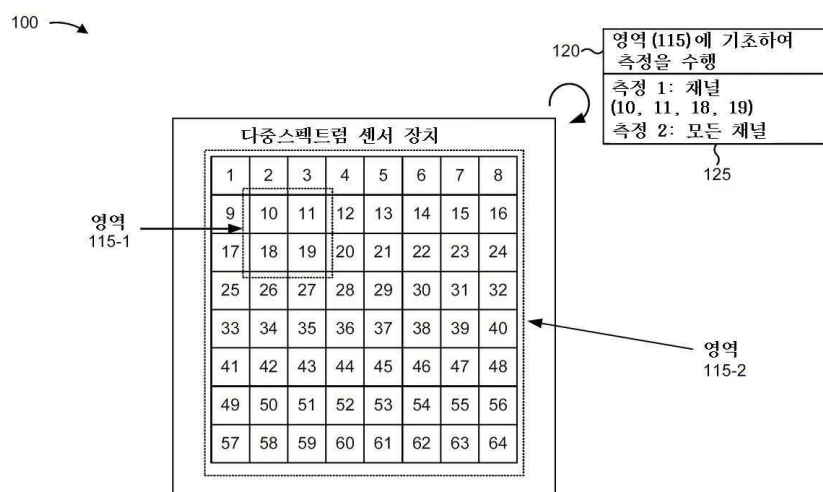 100
120
영역(115)에 기초하여
측정을 수행
측정 1: 채널
(10, 11, 18, 19)
측정 2: 모든 채널
125
다중스펙트럼 센서 장치
1 2 3 4 5 6 7 8
9 10 11 12 13 14 15 16
17 18 19 20 21 22 23 24
25 26 27 28 29 30 31 32
33 34 35 36 37 38 39 40
41 42 43 44 45 46 47 48
49 50 51 52 53 54 55 56
57 58 59 60 61 62 63 64
영역
115-1
영역
115-2